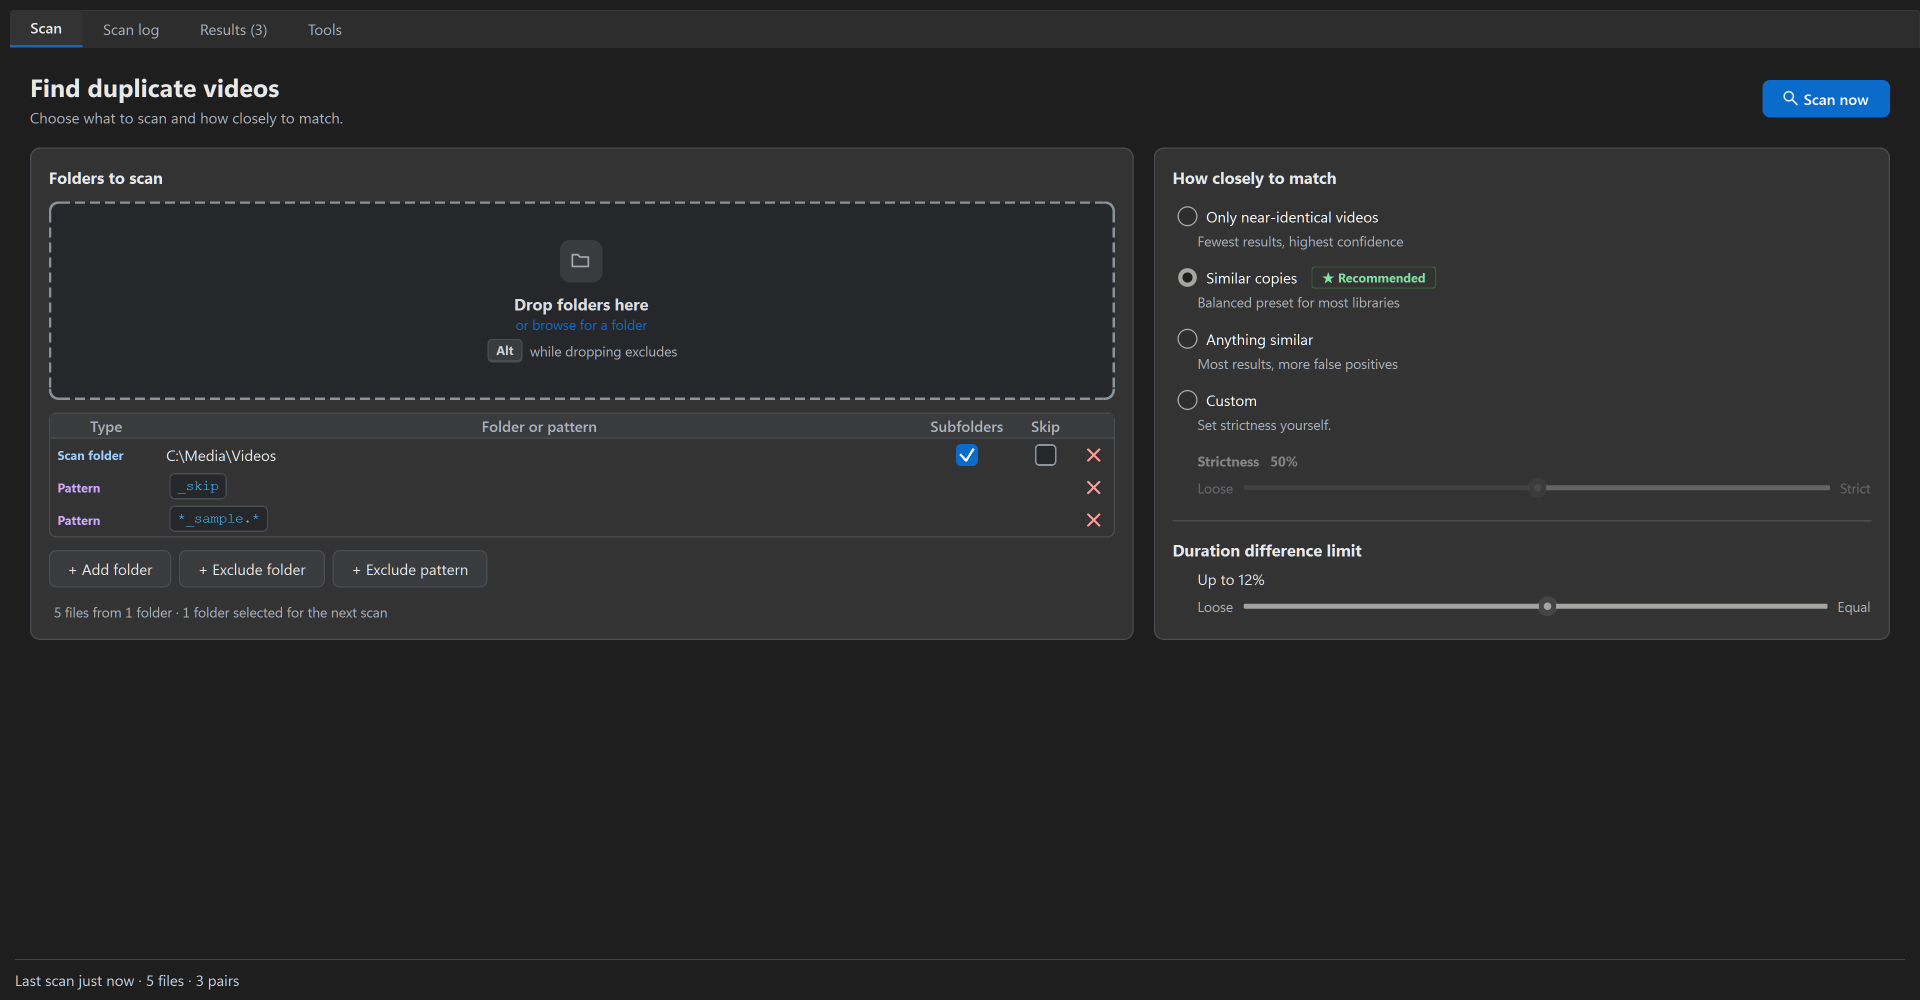 Scan
Scan log
Results (3)
Tools
Find duplicate videos
Choose what to scan and how closely to match.
Scan now
Folders to scan
Drop folders here
or browse for a folder
Alt while dropping excludes
Type Folder or pattern Subfolders Skip
Scan folder C:\Media\Videos
Pattern _skip
Pattern *_sample.*
+ Add folder
+ Exclude folder
+ Exclude pattern
5 files from 1 folder · 1 folder selected for the next scan
How closely to match
Only near-identical videos
Fewest results, highest confidence
Similar copies ★ Recommended
Balanced preset for most libraries
Anything similar
Most results, more false positives
Custom
Set strictness yourself.
Strictness 50%
Loose Strict
Duration difference limit
Up to 12%
Loose Equal
Last scan just now · 5 files · 3 pairs